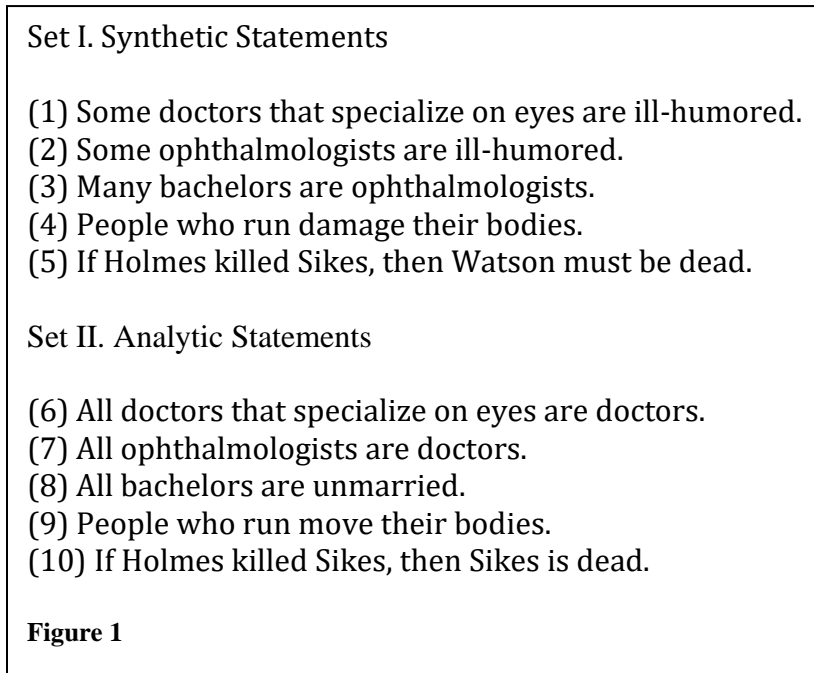 Set I. Synthetic Statements
(1) Some doctors that specialize on eyes are ill-humored.
(2) Some ophthalmologists are ill-humored.
(3) Many bachelors are ophthalmologists.
(4) People who run damage their bodies.
(5) If Holmes killed Sikes, then Watson must be dead.
Set II. Analytic Statements
(6) All doctors that specialize on eyes are doctors.
(7) All ophthalmologists are doctors.
(8) All bachelors are unmarried.
(9) People who run move their bodies.
(10) If Holmes killed Sikes, then Sikes is dead.
Figure 1